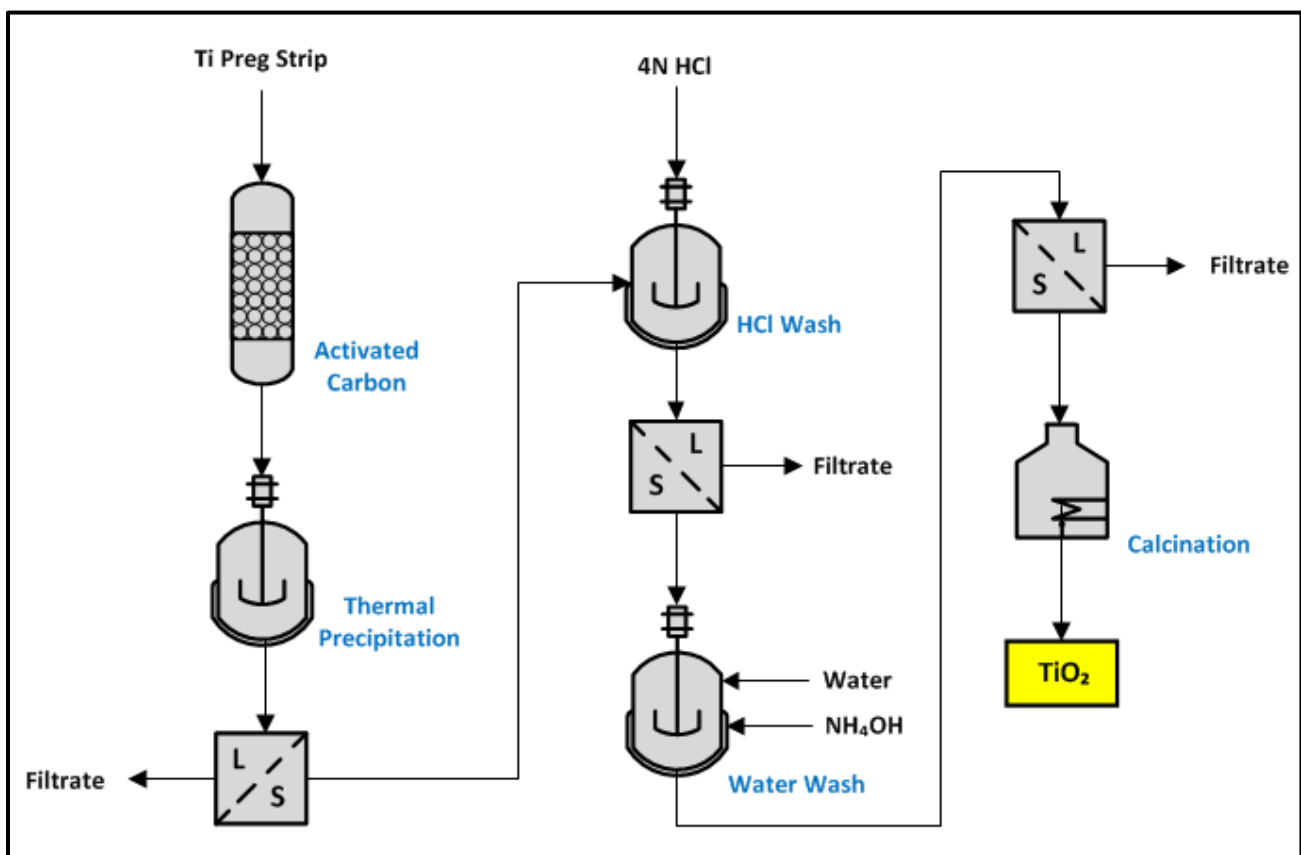 Ti Preg Strip
Activated
Carbon
Thermal
Precipitation
L
S
Filtrate
4N HCl
HCl Wash
L
S
Filtrate
Water
NH₄OH
Water Wash
L
S
Filtrate
Calcination
TiO₂